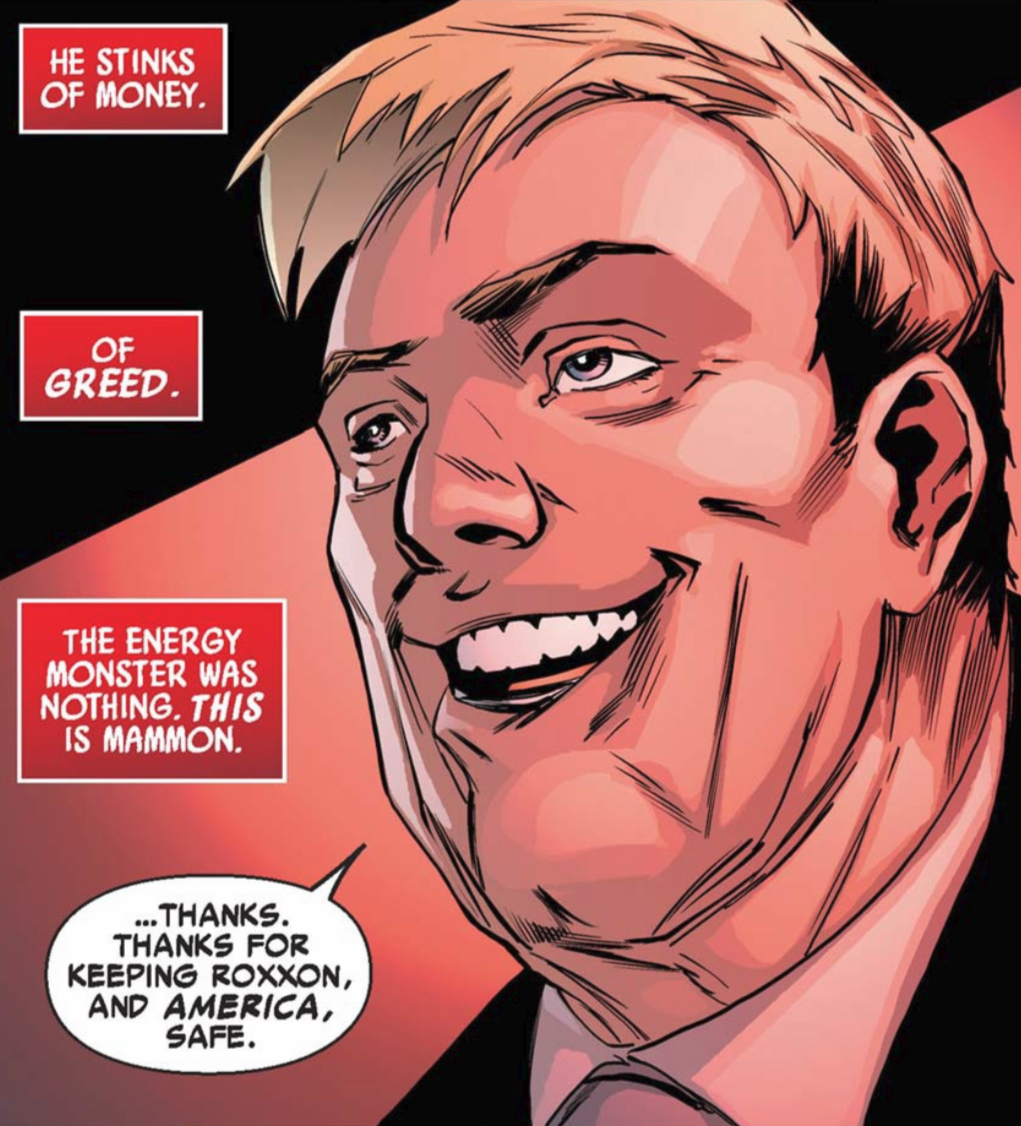 HE STINKS
OF MONEY.
OF
GREED.
THE ENERGY
MONSTER WAS
NOTHING. THIS
IS MAMMON.
...THANKS.
THANKS FOR
KEEPING ROXXON,
AND AMERICA,
SAFE.